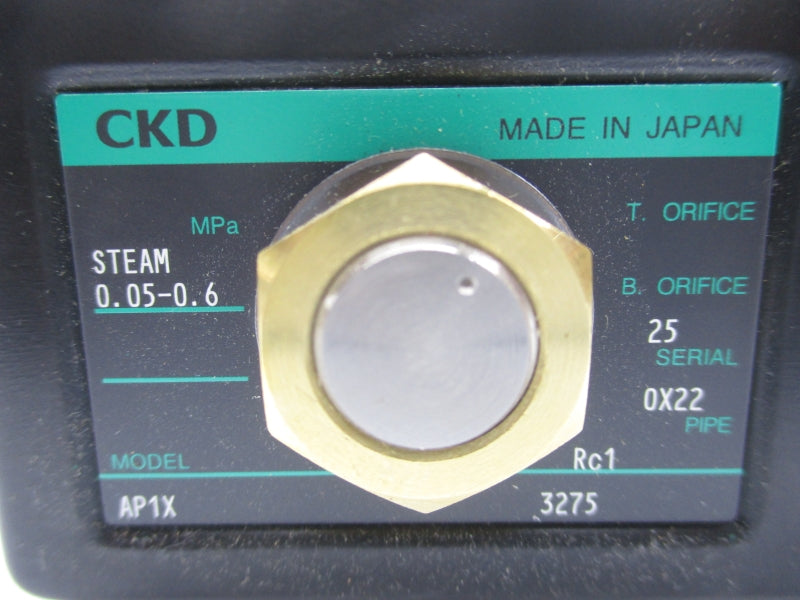 CKD
MADE IN JAPAN
MPa
STEAM
0.05-0.6
T. ORIFICE
B. ORIFICE
25
SERIAL
0X22
PIPE
MODEL
Rc1
AP1X
3275